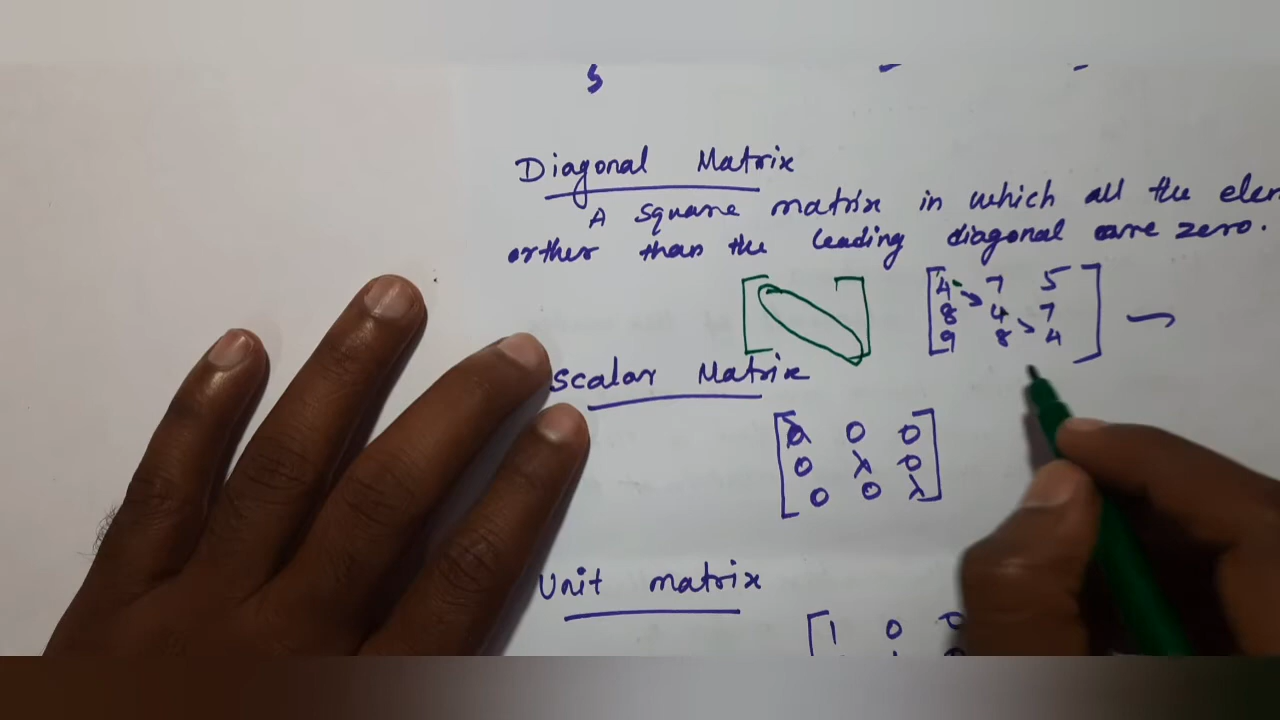 Diagonal Matrix
A square matrix in which all the elem
orther than the leading diagonal are zero.
4 7 5
8 4 7
9 8 4
Scalar Matrix
λ 0 0
0 λ 0
0 0 λ
Unit matrix
1 0 0